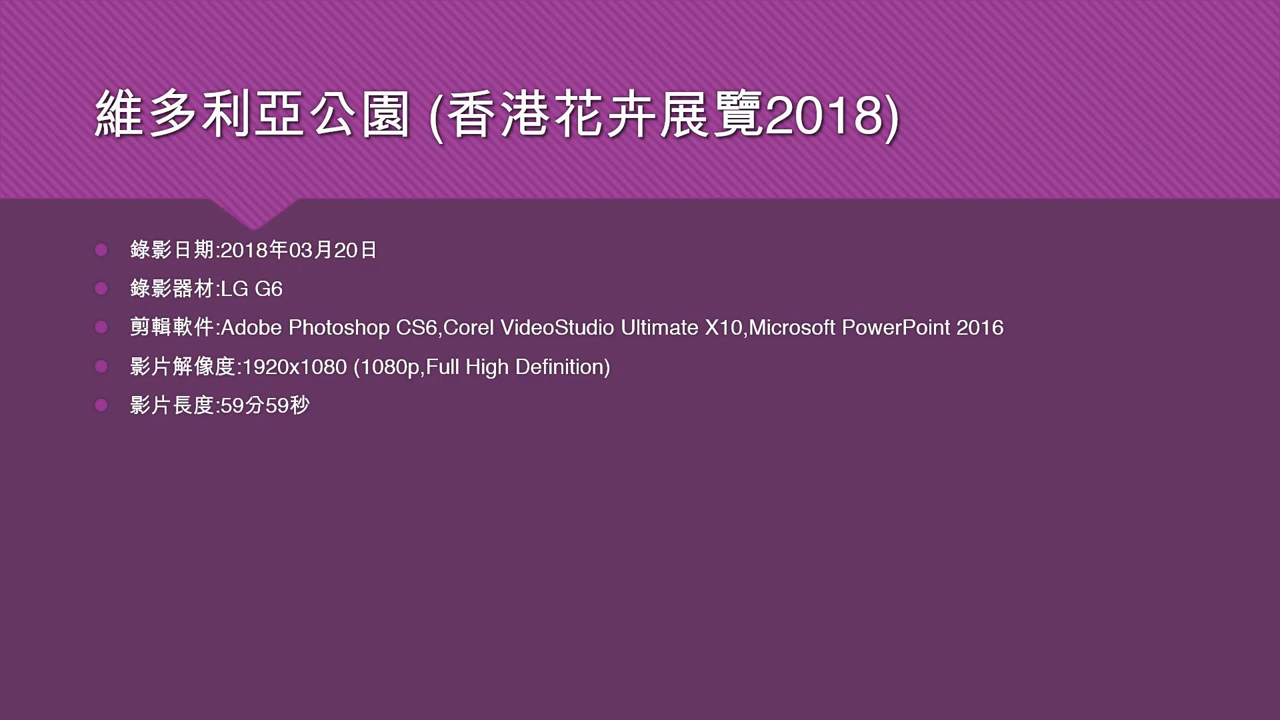 維多利亞公園 (香港花卉展覽2018)
錄影日期:2018年03月20日
錄影器材:LG G6
剪輯軟件:Adobe Photoshop CS6,Corel VideoStudio Ultimate X10,Microsoft PowerPoint 2016
影片解像度:1920x1080 (1080p,Full High Definition)
影片長度:59分59秒